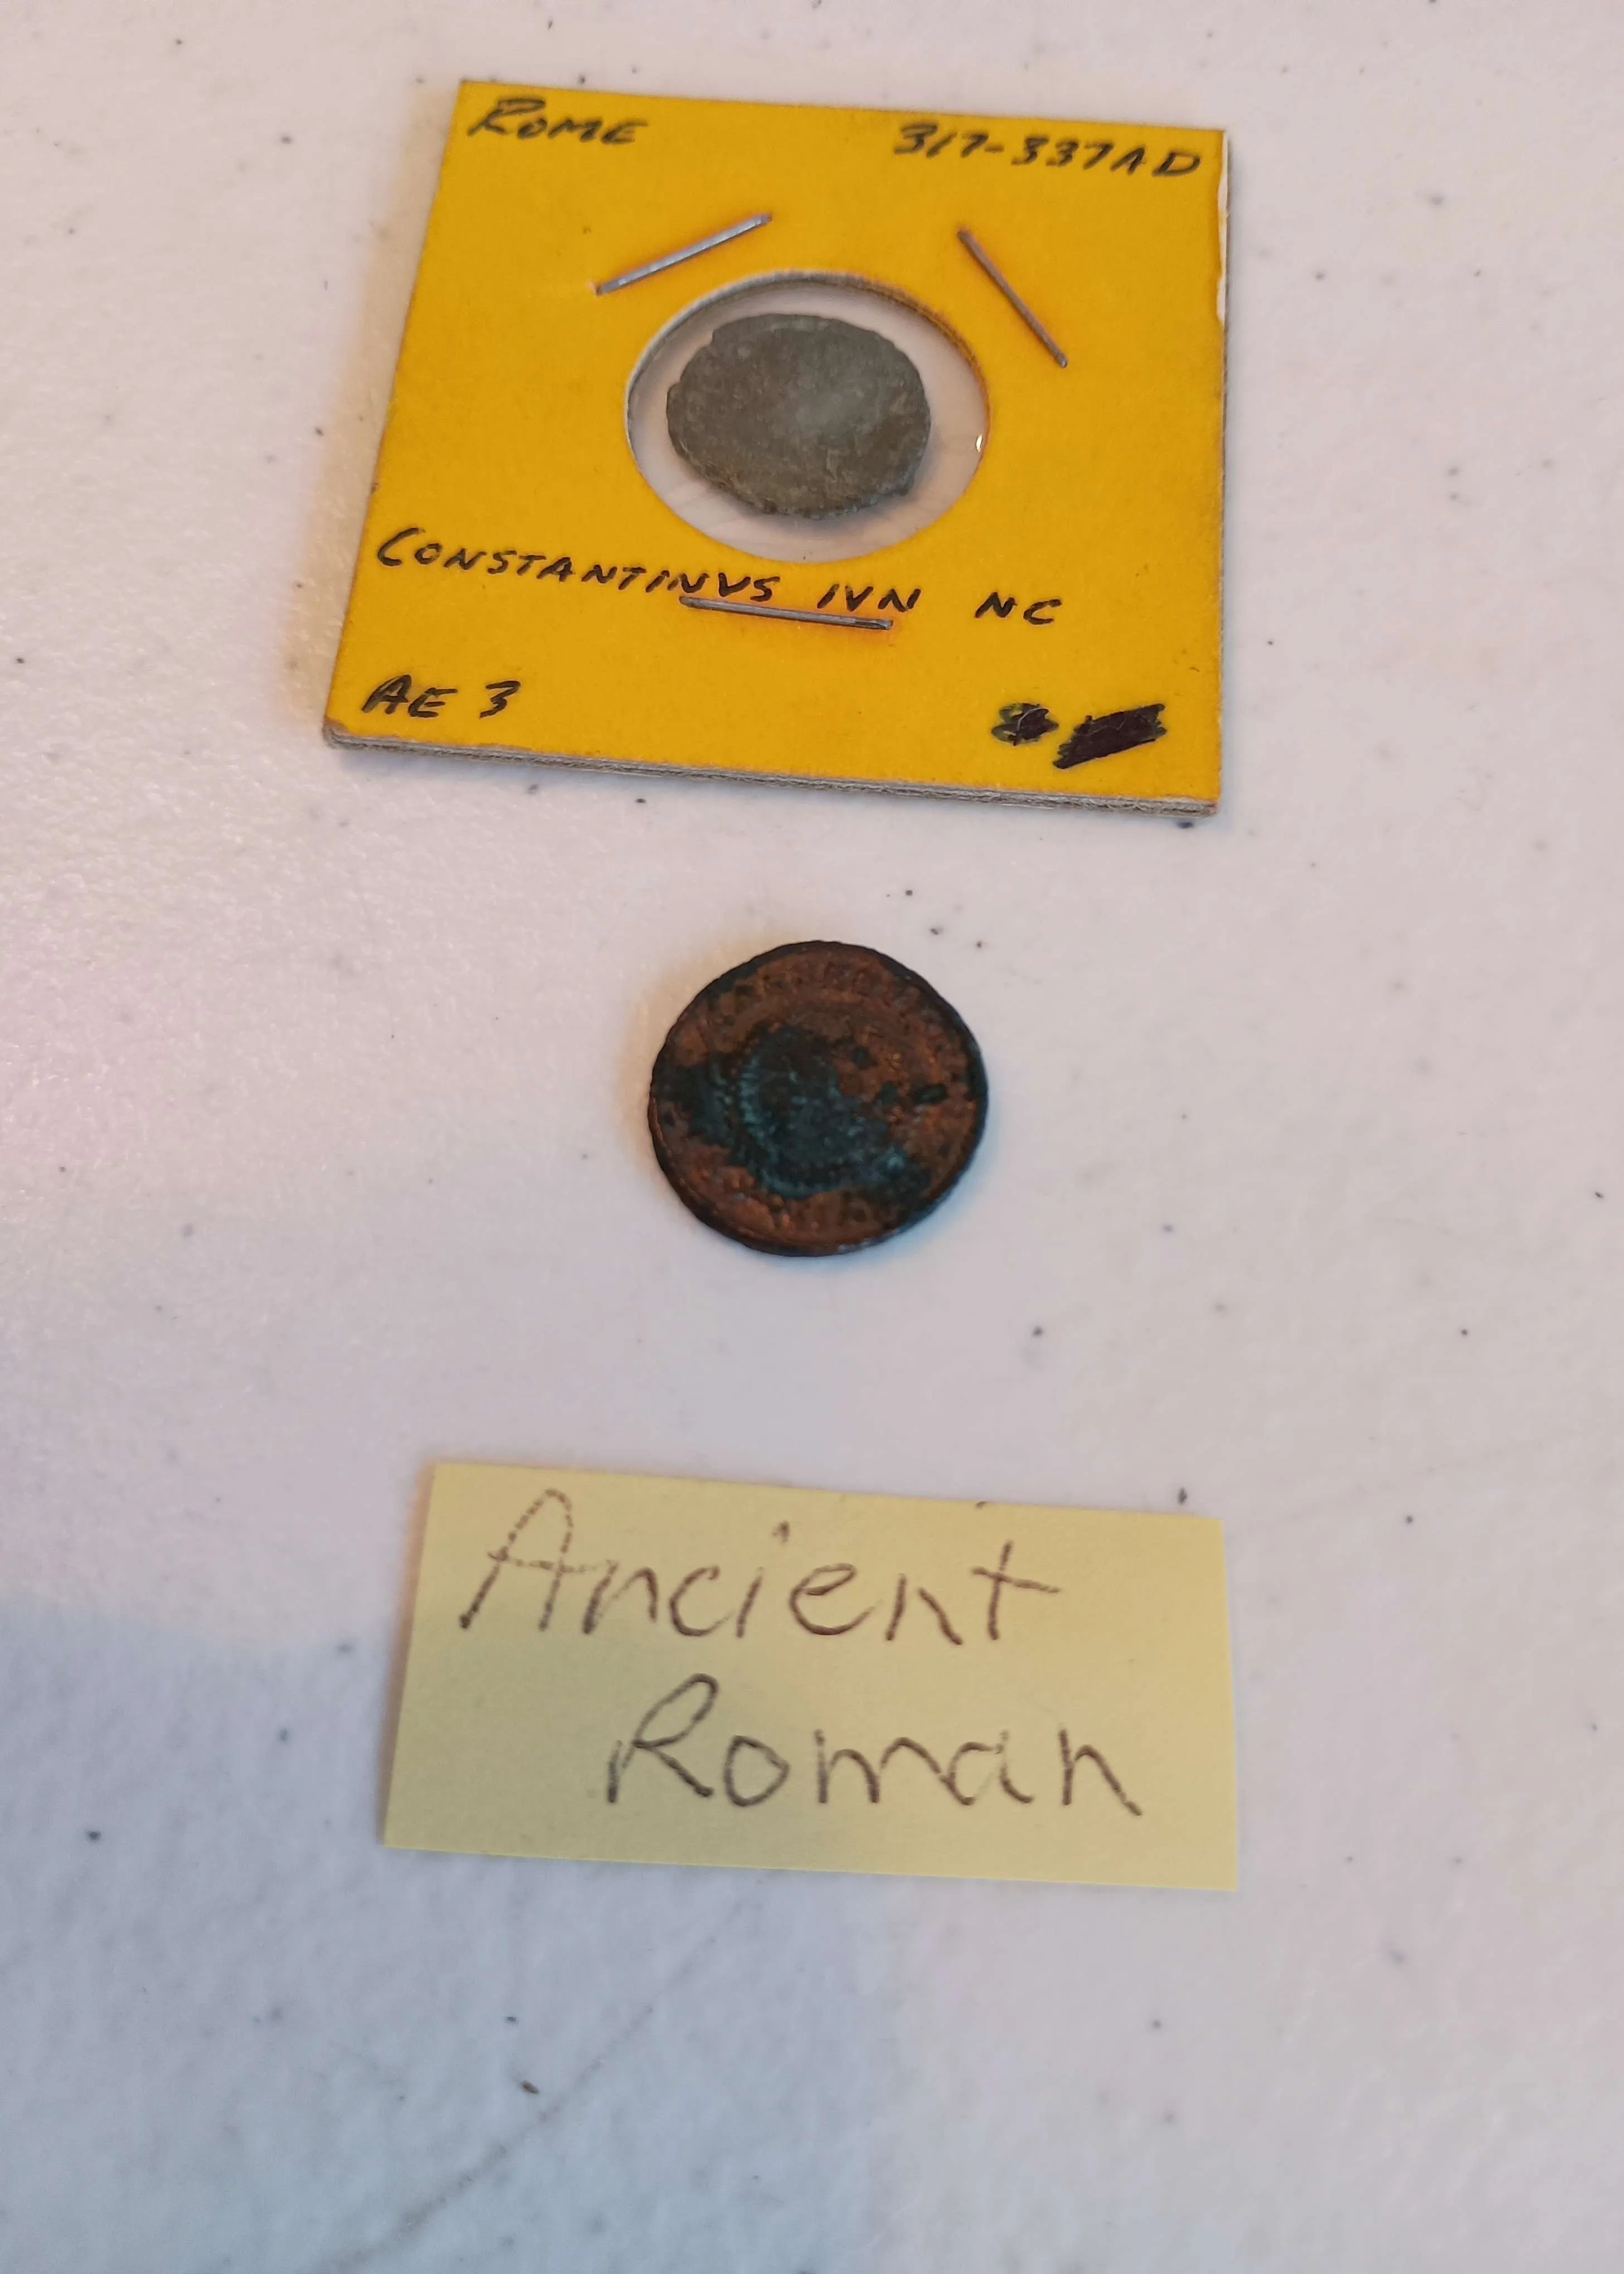 ROME 317-337AD
CONSTANTINVS IVN NC
AE 3
Ancient
Roman